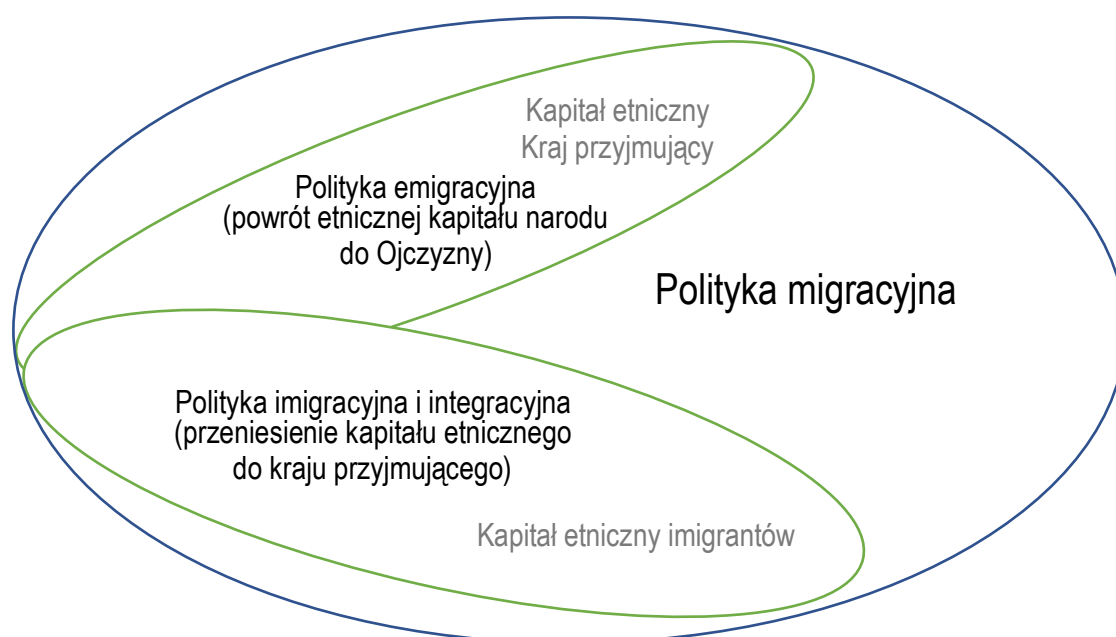 Kapitał etniczny
Kraj przyjmujący
Polityka emigracyjna
(powrót etnicznej kapitału narodu
do Ojczyzny)
Polityka migracyjna
Polityka imigracyjna i integracyjna
(przeniesienie kapitału etnicznego
do kraju przyjmującego)
Kapitał etniczny imigrantów